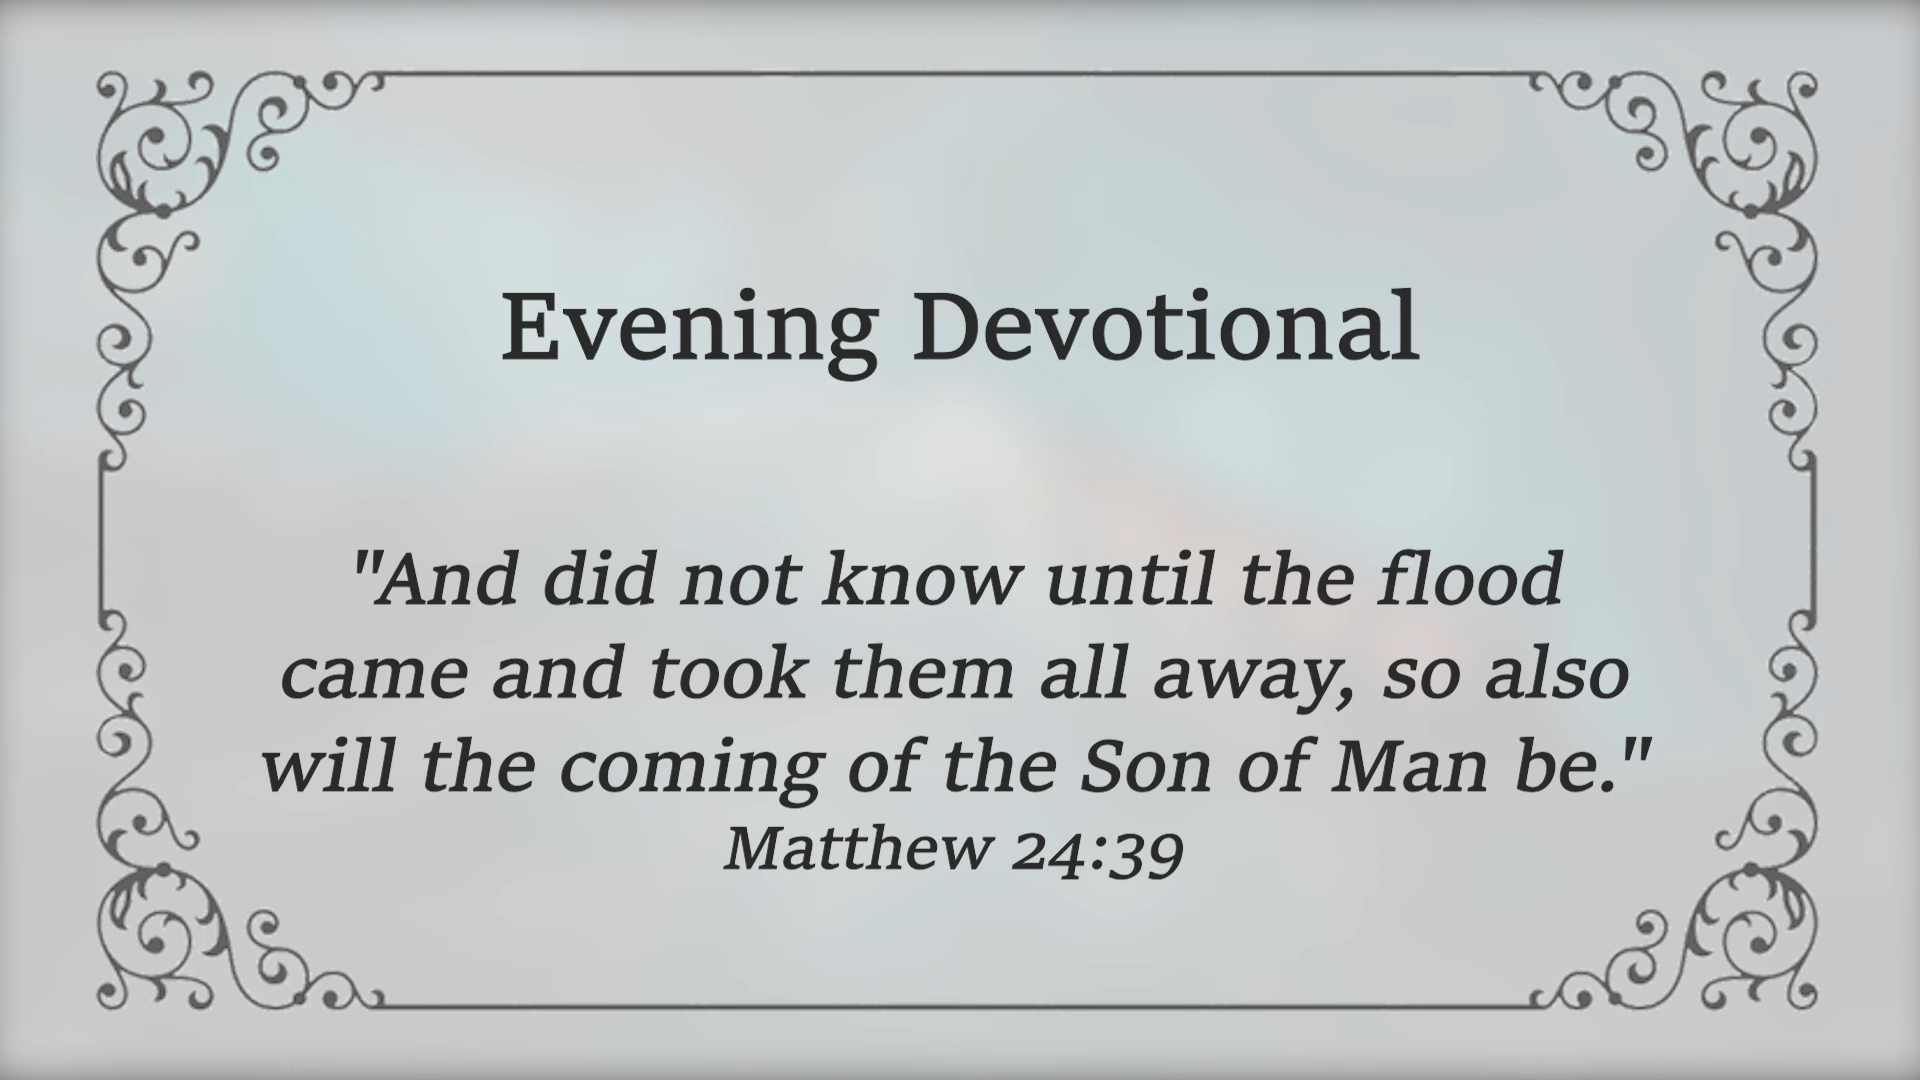 Evening Devotional
"And did not know until the flood
came and took them all away, so also
will the coming of the Son of Man be."
Matthew 24:39